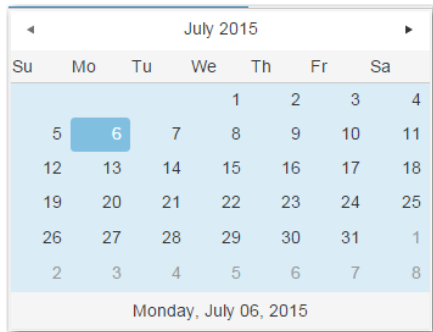 ◄ July 2015 ►
Su Mo Tu We Th Fr Sa
1 2 3 4
5 6 7 8 9 10 11
12 13 14 15 16 17 18
19 20 21 22 23 24 25
26 27 28 29 30 31 1
2 3 4 5 6 7 8
Monday, July 06, 2015